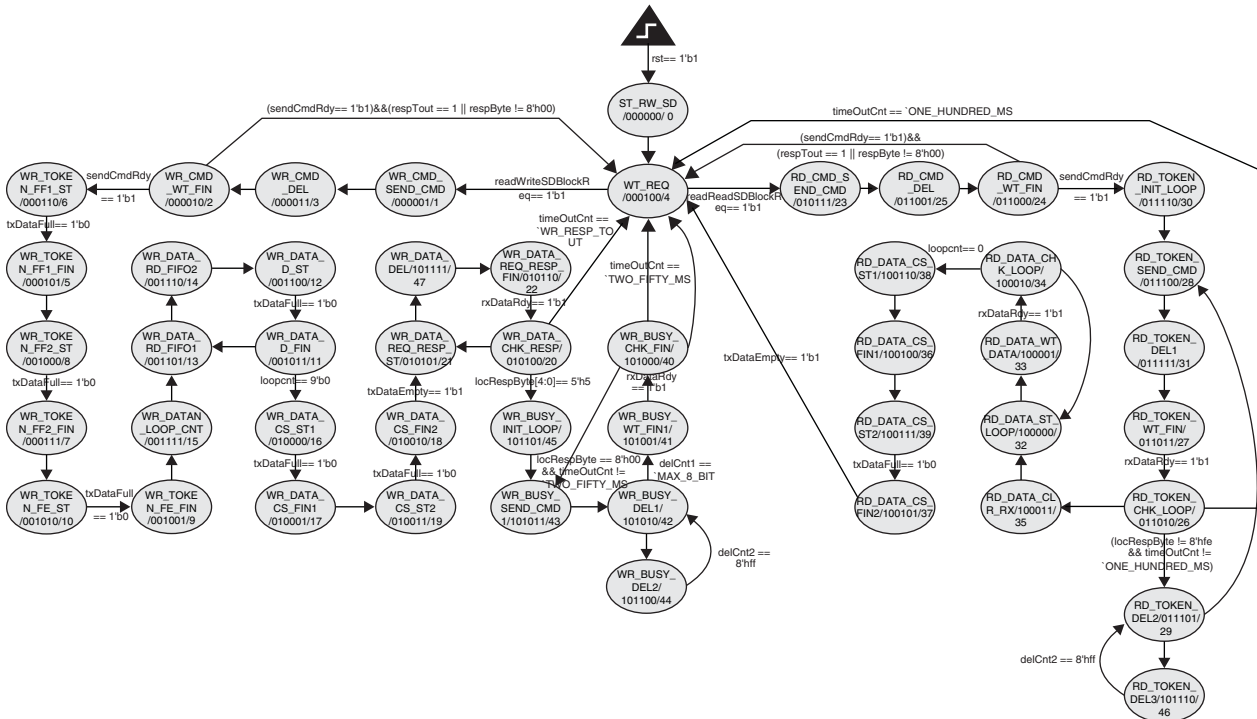 rst== 1'b1
ST_RW_SD
/000000/ 0
(sendCmdRdy== 1'b1)&&(respTout == 1 || respByte != 8'h00)
timeOutCnt == `ONE_HUNDRED_MS
(sendCmdRdy== 1'b1)&&
(respTout == 1 || respByte != 8'h00)
WR_TOKE
N_FF1_ST
/000110/6
sendCmdRdy
== 1'b1
WR_CMD_
WT_FIN
/000010/2
WR_CMD
_DEL
/000011/3
WR_CMD_
SEND_CMD
/000001/1
readWriteSDBlockR
eq== 1'b1
WT_REQ
/000100/4
readReadSDBlockR
eq== 1'b1
RD_CMD_S
END_CMD
/010111/23
RD_CMD_
DEL
/011001/25
RD_CMD_
WT_FIN
/011000/24
sendCmdRdy
== 1'b1
RD_TOKEN
_INIT_LOOP
/011110/30
txDataFull== 1'b0
timeOutCnt ==
`WR_RESP_TO
UT
WR_TOKE
N_FF1_FIN
/000101/5
WR_DATA_
RD_FIFO2
/001110/14
WR_DATA_
D_ST
/001100/12
WR_DATA_
DEL/101111/
47
WR_DATA_
REQ_RESP_
FIN/010110/
22
timeOutCnt ==
`TWO_FIFTY_MS
RD_DATA_CS_
ST1/100110/38
loopcnt== 0
RD_DATA_CH
K_LOOP/
100010/34
RD_TOKEN_
SEND_CMD
/011100/28
txDataFull== 1'b0
rxDataRdy== 1'b1
rxDataRdy== 1'b1
WR_TOKE
N_FF2_ST
/001000/8
WR_DATA_
RD_FIFO1
/001101/13
WR_DATA_
D_FIN
/001011/11
WR_DATA_
REQ_RESP_
ST/010101/21
WR_DATA_
CHK_RESP/
010100/20
WR_BUSY_
CHK_FIN/
101000/40
txDataEmpty== 1'b1
RD_DATA_CS_
FIN1/100100/36
RD_DATA_WT_
DATA/100001/
33
RD_TOKEN_
DEL1
/011111/31
txDataFull== 1'b0
loopcnt== 9'b0
txDataEmpty== 1'b1
locRespByte[4:0]== 5'h5
rxDataRdy
== 1'b1
WR_TOKE
N_FF2_FIN
/000111/7
WR_DATAN
_LOOP_CNT
/001111/15
WR_DATA_
CS_ST1
/010000/16
WR_DATA_
CS_FIN2
/010010/18
WR_BUSY_
INIT_LOOP/
101101/45
WR_BUSY_
WT_FIN1/
101001/41
RD_DATA_CS_
ST2/100111/39
RD_DATA_ST_
LOOP/100000/
32
RD_TOKEN_
WT_FIN/
011011/27
txDataFull== 1'b0
txDataFull== 1'b0
locRespByte == 8'h00
&& timeOutCnt !=
`TWO_FIFTY_MS
delCnt1 ==
`MAX_8_BIT
txDataFull== 1'b0
rxDataRdy== 1'b1
WR_TOKE
N_FE_ST
/001010/10
txDataFull
== 1'b0
WR_TOKE
N_FE_FIN
/001001/9
WR_DATA_
CS_FIN1
/010001/17
WR_DATA_
CS_ST2
/010011/19
WR_BUSY_
SEND_CMD
1/101011/43
WR_BUSY_
DEL1/
101010/42
RD_DATA_CS_
FIN2/100101/37
RD_DATA_CL
R_RX/100011/
35
RD_TOKEN_
CHK_LOOP/
011010/26
delCnt2 ==
8'hff
(locRespByte != 8'hfe
&& timeOutCnt !=
`ONE_HUNDRED_MS)
WR_BUSY_
DEL2/
101100/44
RD_TOKEN_
DEL2/011101/
29
delCnt2 == 8'hff
RD_TOKEN_
DEL3/101110/
46